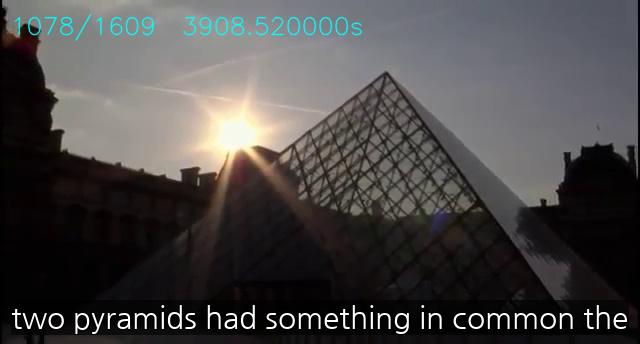 1078/1609 3908.520000s
two pyramids had something in common the